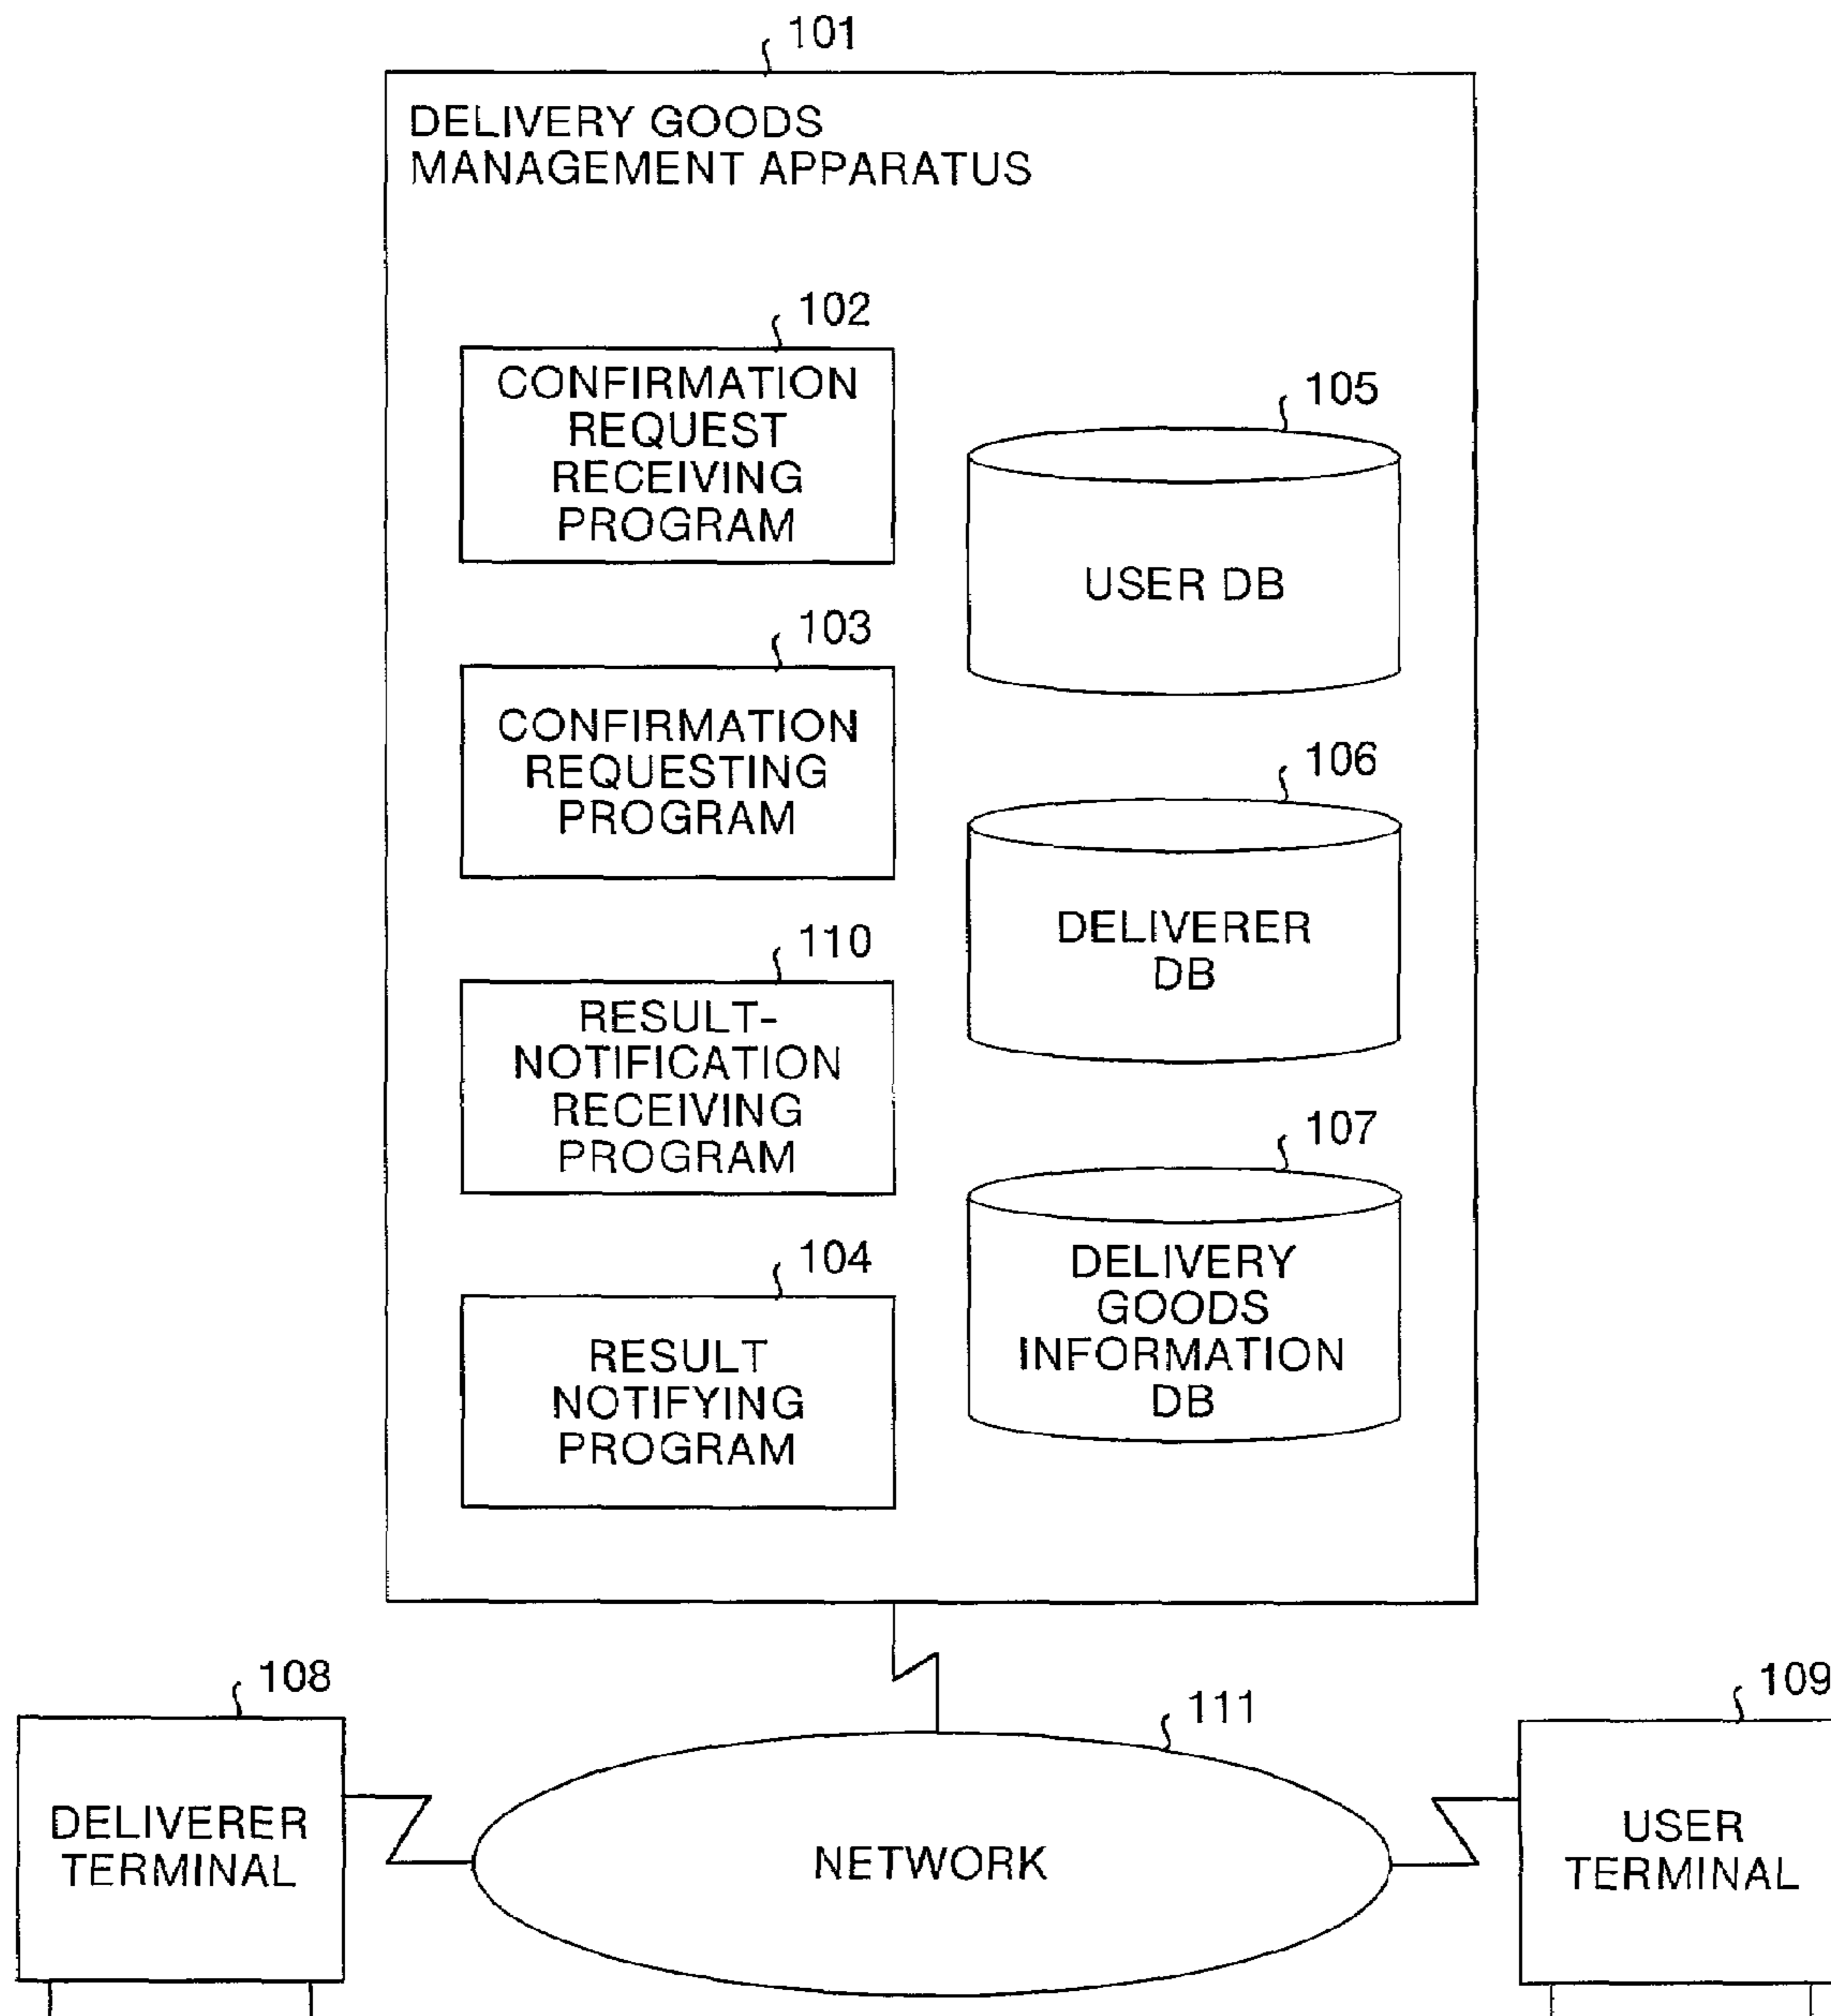 101
DELIVERY GOODS
MANAGEMENT APPARATUS
102
CONFIRMATION
REQUEST
RECEIVING
PROGRAM
105
USER DB
103
CONFIRMATION
REQUESTING
PROGRAM
106
DELIVERER
DB
110
RESULT-
NOTIFICATION
RECEIVING
PROGRAM
107
DELIVERY
GOODS
INFORMATION
DB
104
RESULT
NOTIFYING
PROGRAM
108
DELIVERER
TERMINAL
111
NETWORK
109
USER
TERMINAL